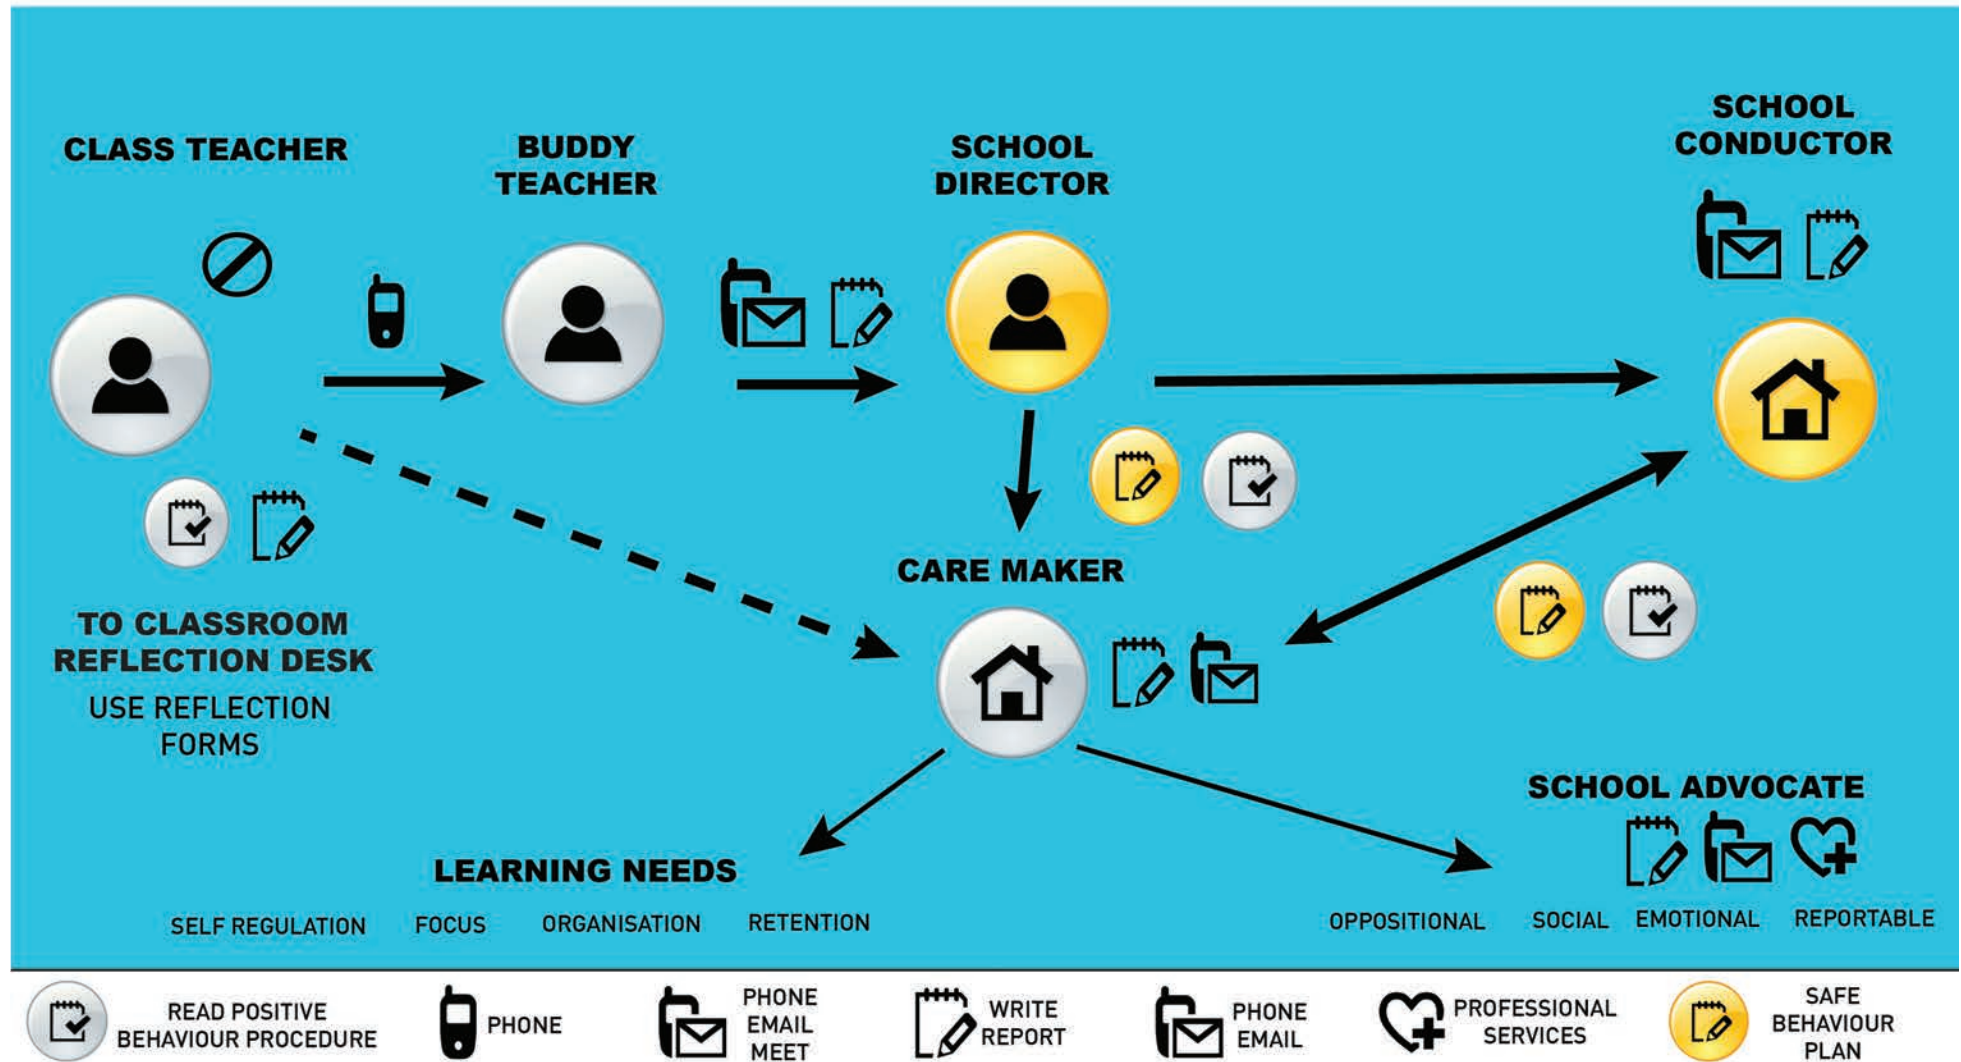 CLASS TEACHER
BUDDY
TEACHER
SCHOOL
DIRECTOR
SCHOOL
CONDUCTOR
TO CLASSROOM
REFLECTION DESK
USE REFLECTION
FORMS
CARE MAKER
SCHOOL ADVOCATE
LEARNING NEEDS
SELF REGULATION FOCUS ORGANISATION RETENTION
OPPOSITIONAL SOCIAL EMOTIONAL REPORTABLE
READ POSITIVE
BEHAVIOUR PROCEDURE
PHONE
PHONE
EMAIL
MEET
WRITE
REPORT
PHONE
EMAIL
PROFESSIONAL
SERVICES
SAFE
BEHAVIOUR
PLAN